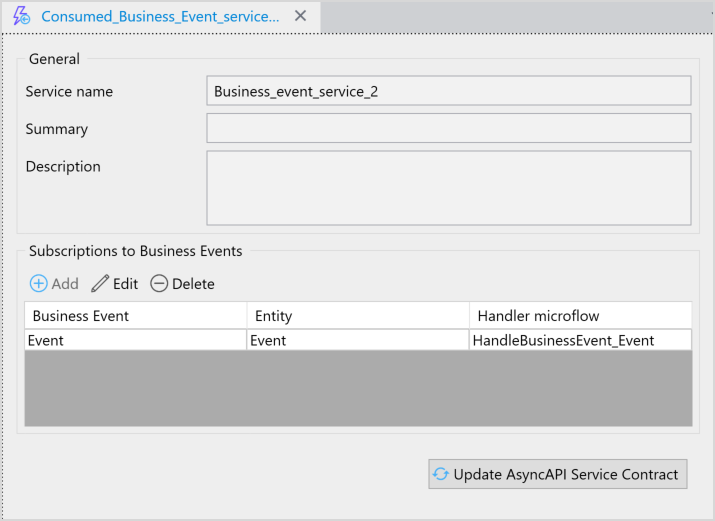 Consumed_Business_Event_service...
General
Service name
Business_event_service_2
Summary
Description
Subscriptions to Business Events
Add Edit Delete
Business Event Entity Handler microflow
Event Event HandleBusinessEvent_Event
Update AsyncAPI Service Contract